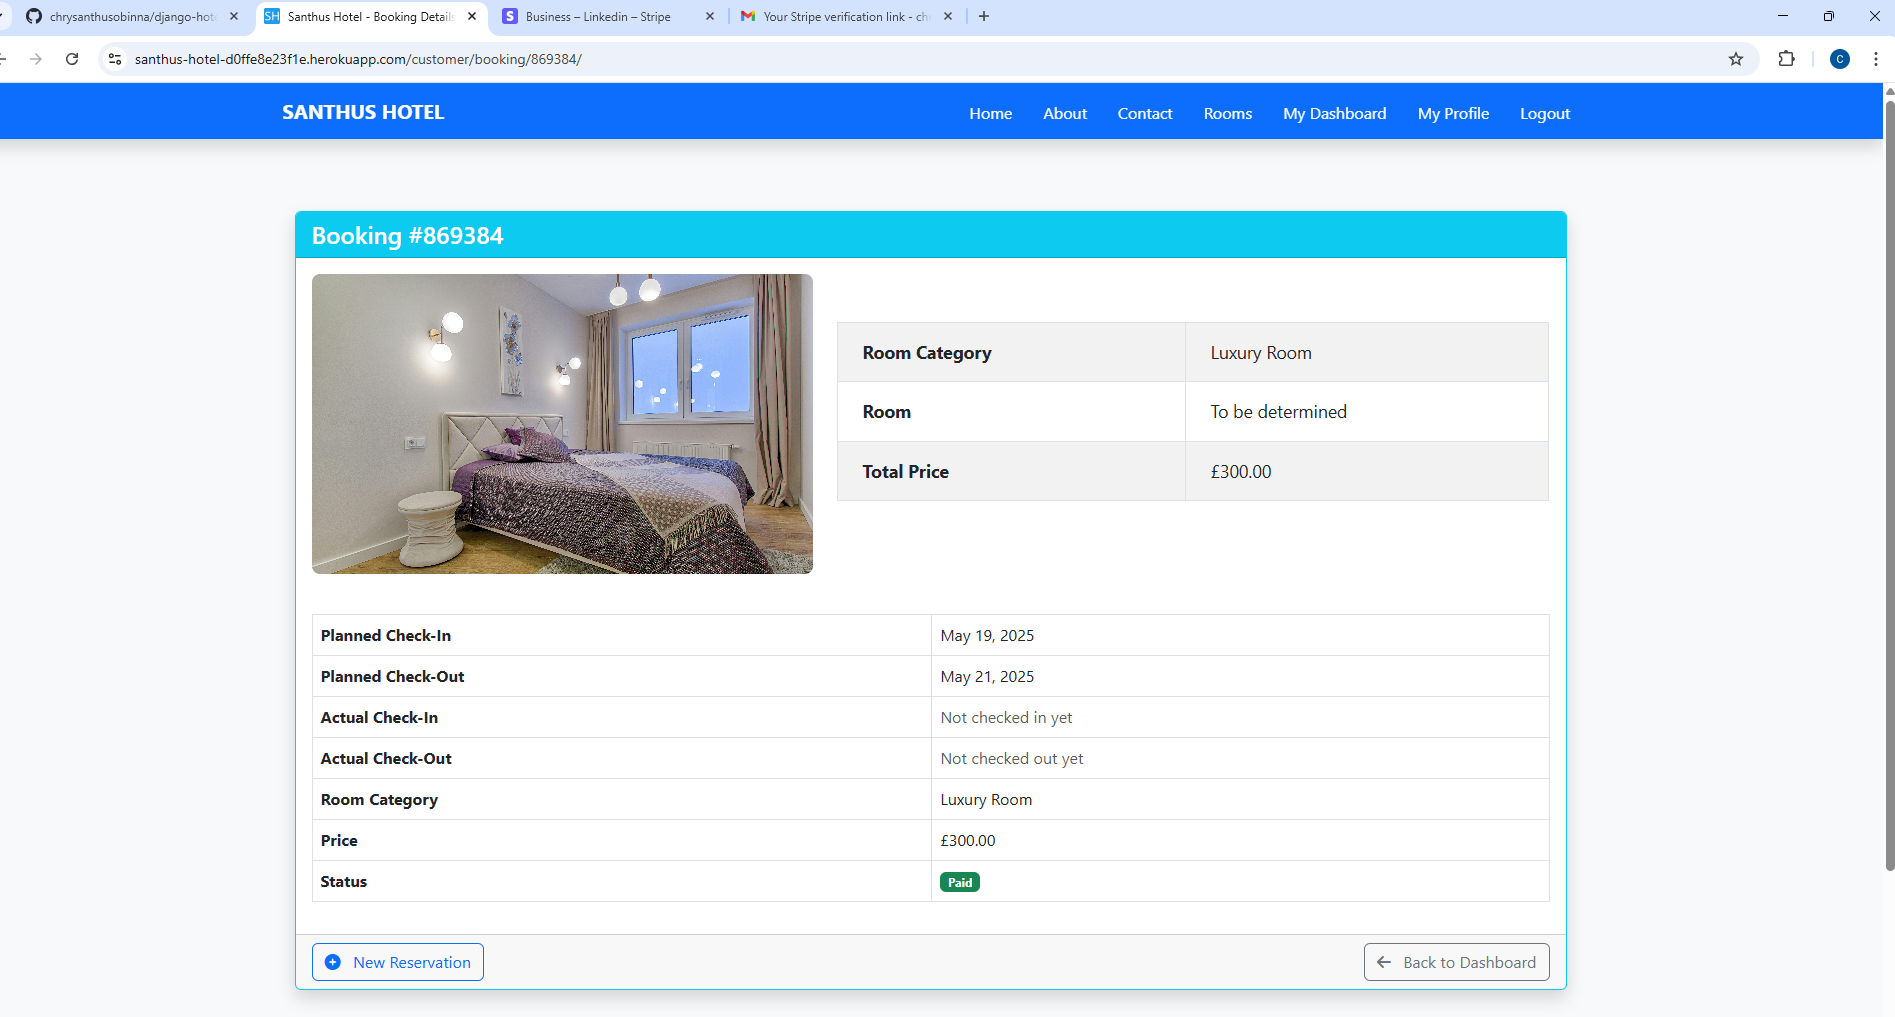 chrysanthusobinna/django-hot
SH Santhus Hotel - Booking Details
S Business – Linkedin – Stripe
Your Stripe verification link - ch
santhus-hotel-d0ffe8e23f1e.herokuapp.com/customer/booking/869384/
C
SANTHUS HOTEL
Home About Contact Rooms My Dashboard My Profile Logout
Booking #869384
Room Category Luxury Room
Room To be determined
Total Price £300.00
Planned Check-In May 19, 2025
Planned Check-Out May 21, 2025
Actual Check-In Not checked in yet
Actual Check-Out Not checked out yet
Room Category Luxury Room
Price £300.00
Status Paid
New Reservation
Back to Dashboard